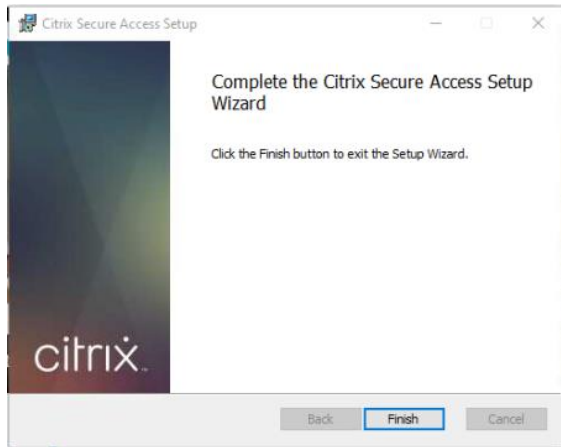 Citrix Secure Access Setup
Complete the Citrix Secure Access Setup
Wizard
Click the Finish button to exit the Setup Wizard.
citrix
Back Finish Cancel